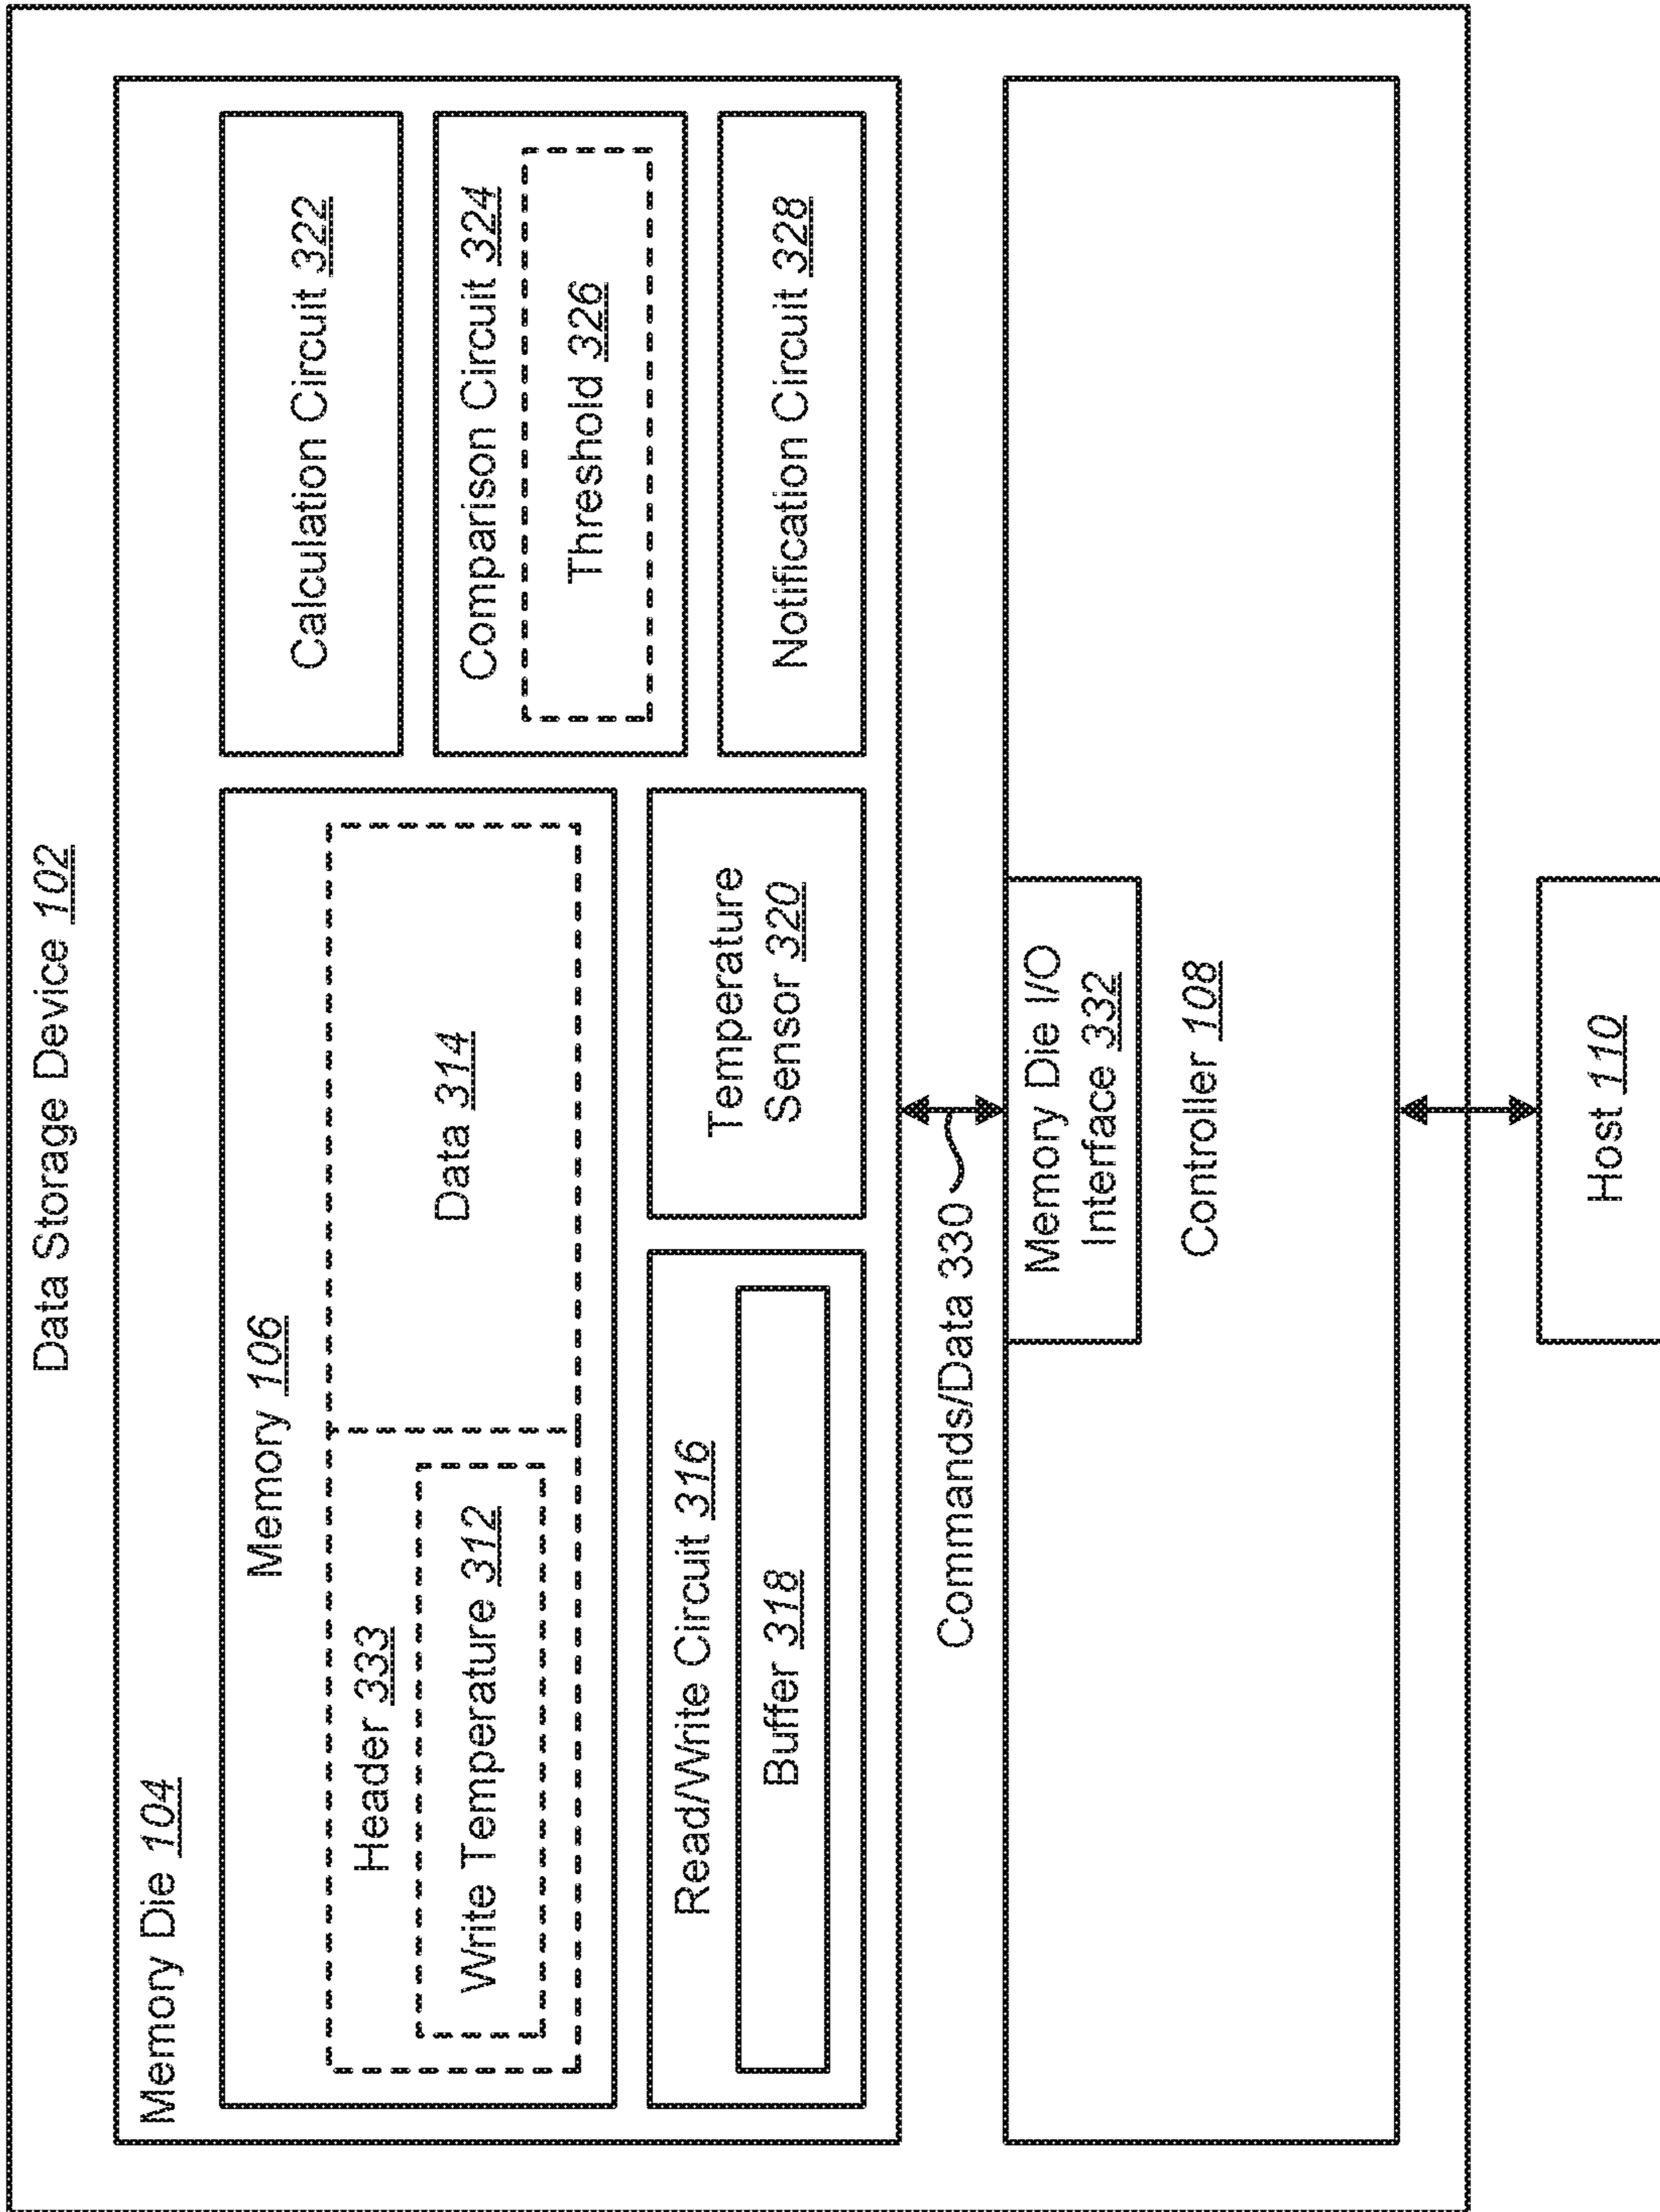 Data Storage Device 102
Memory Die 104
Memory 106
Header 333
Write Temperature 312
Data 314
Read/Write Circuit 316
Buffer 318
Temperature
Sensor 320
Calculation Circuit 322
Comparison Circuit 324
Threshold 326
Notification Circuit 328
Commands/Data 330
Memory Die I/O
Interface 332
Controller 108
Host 110